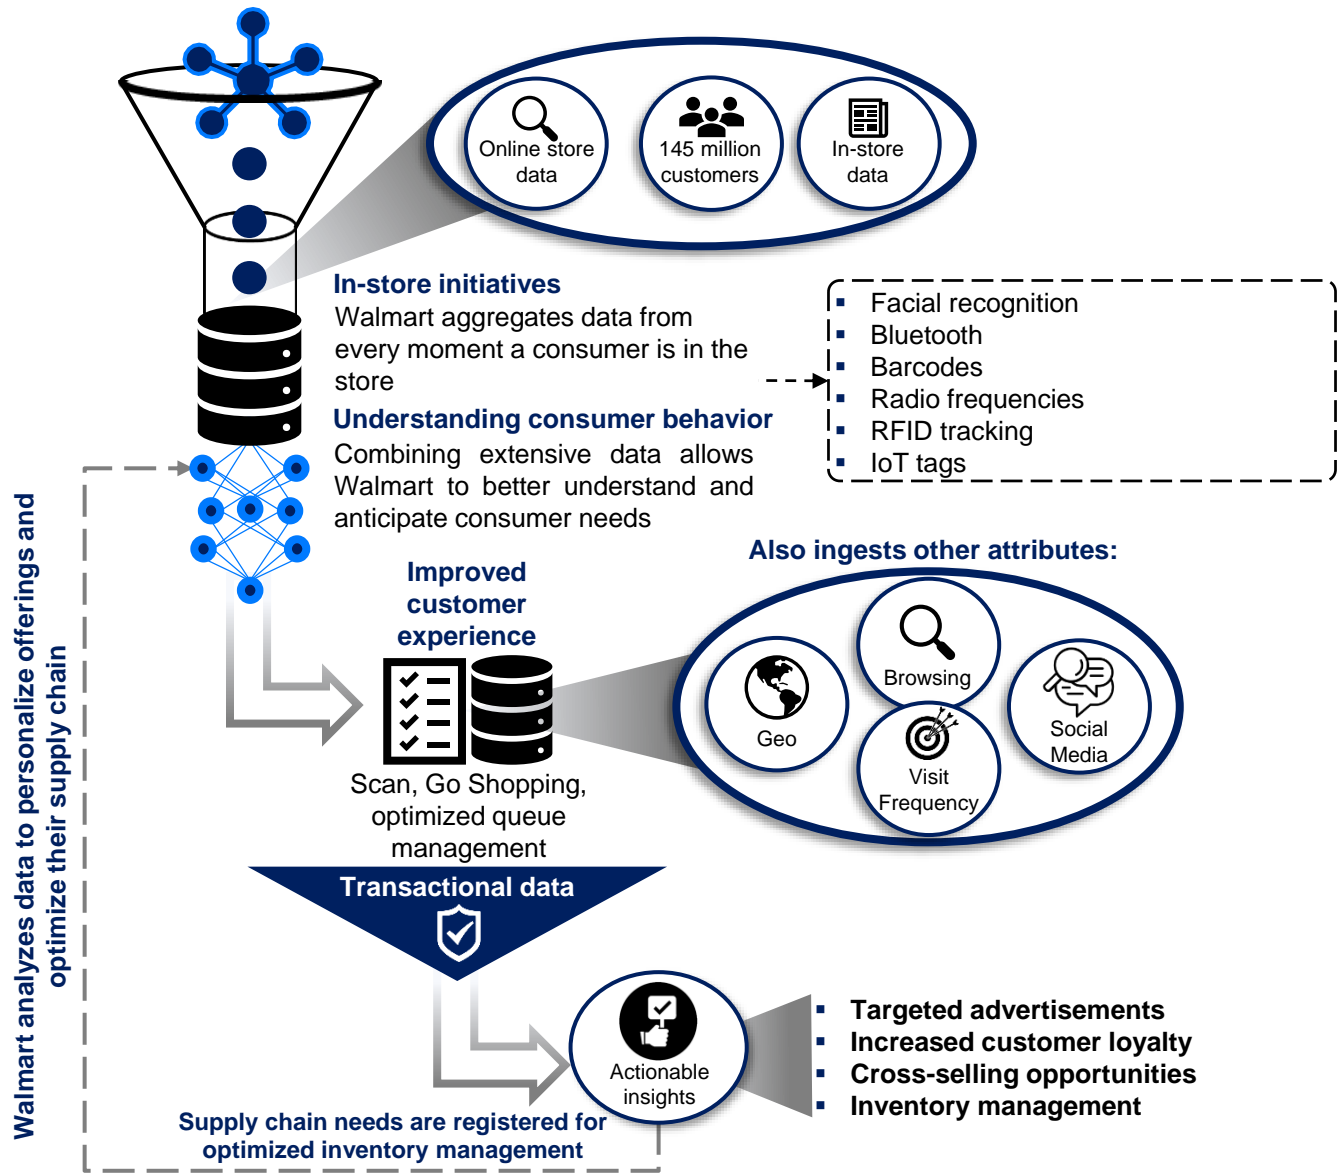 Online store
data
145 million
customers
In-store
data
In-store initiatives
Walmart aggregates data from
every moment a consumer is in the
store
▪ Facial recognition
▪ Bluetooth
▪ Barcodes
▪ Radio frequencies
▪ RFID tracking
▪ IoT tags
Understanding consumer behavior
Combining extensive data allows
Walmart to better understand and
anticipate consumer needs
Walmart analyzes data to personalize offerings and
optimize their supply chain
Improved
customer
experience
Scan, Go Shopping,
optimized queue
management
Also ingests other attributes:
Geo
Browsing
Visit
Frequency
Social
Media
Transactional data
Actionable
insights
▪ Targeted advertisements
▪ Increased customer loyalty
▪ Cross-selling opportunities
▪ Inventory management
Supply chain needs are registered for
optimized inventory management